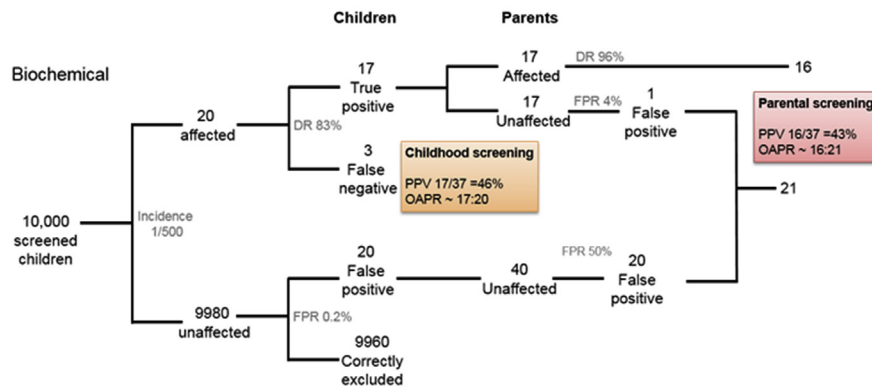 Children
Parents
Biochemical
17
Affected
DR 96%
16
17
True
positive
17
Unaffected
FPR 4%
1
False
positive
Parental screening
PPV 16/37 =43%
OAPR ~ 16:21
20
affected
DR 83%
3
False
negative
Childhood screening
PPV 17/37 =46%
OAPR ~ 17:20
21
10,000
screened
children
Incidence
1/500
20
False
positive
40
Unaffected
FPR 50%
20
False
positive
9980
unaffected
FPR 0.2%
9960
Correctly
excluded